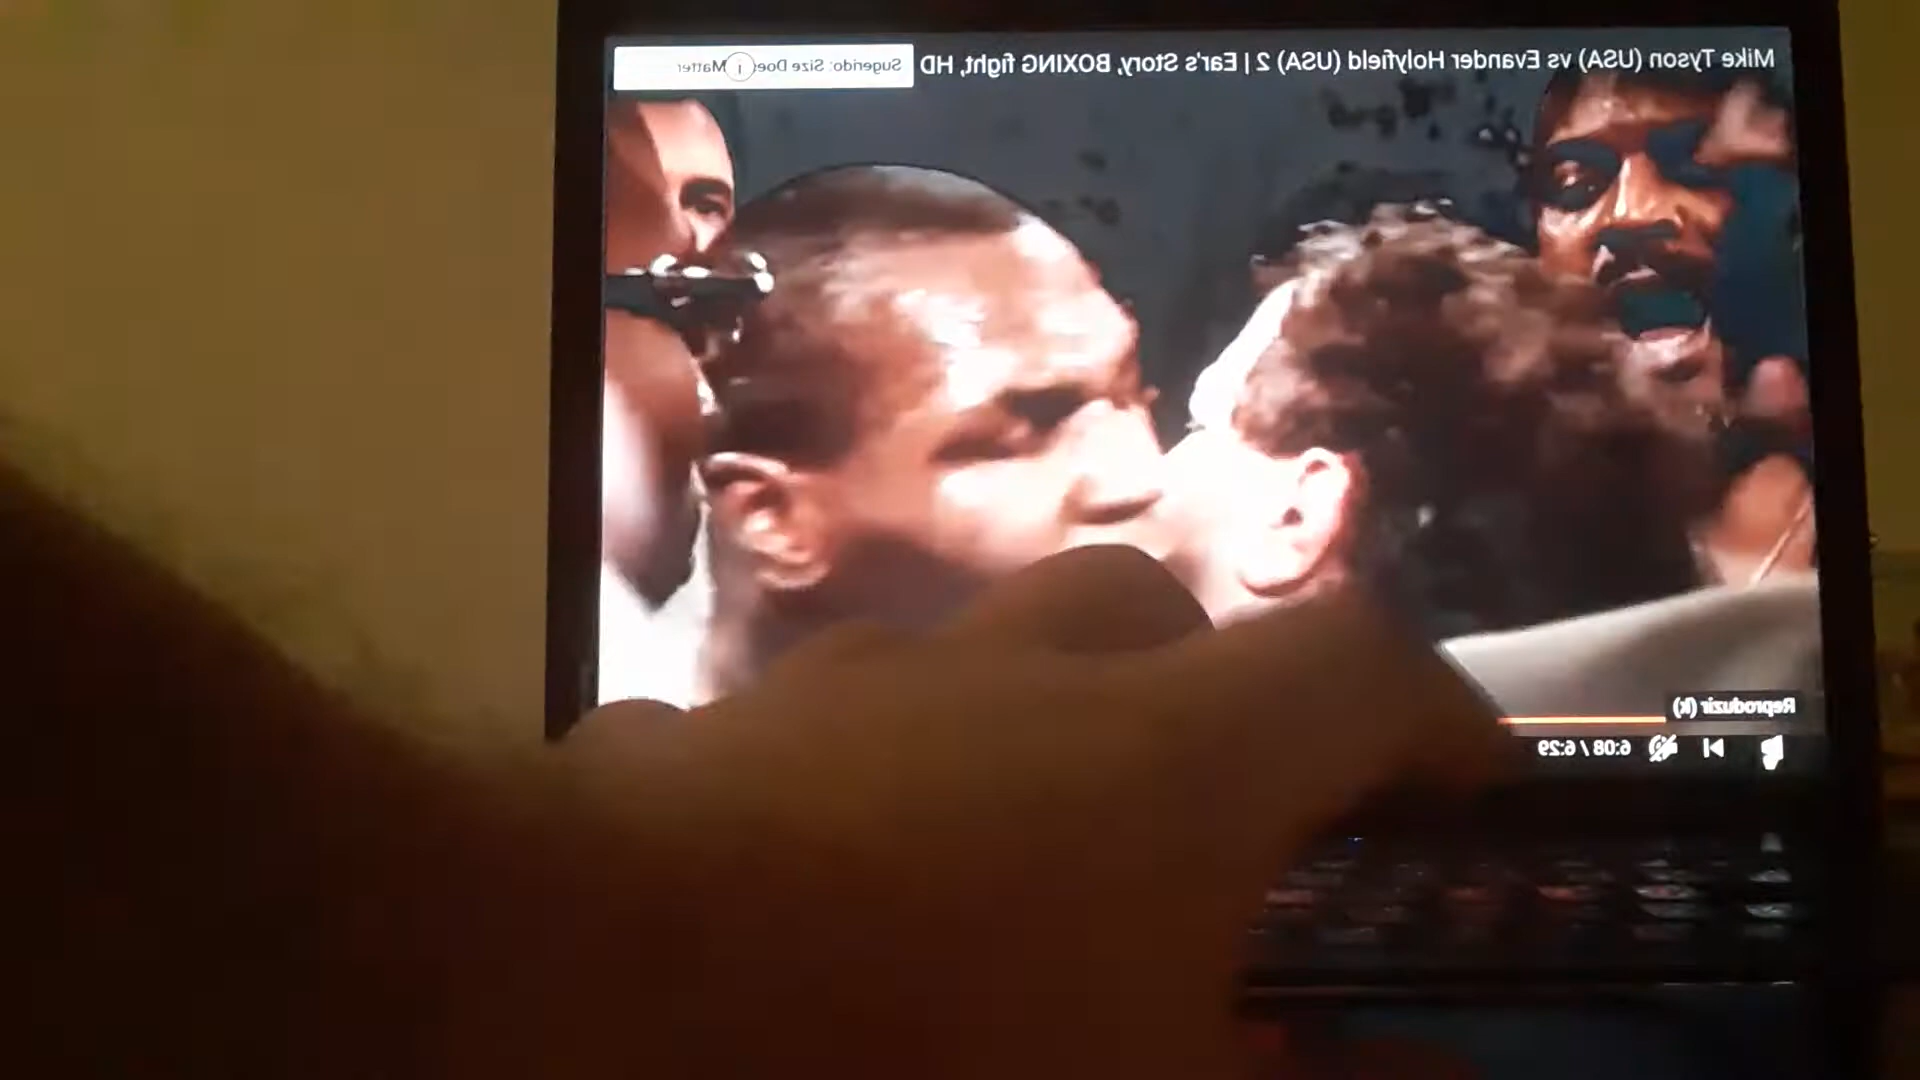 Mike Tyson (USA) vs Evander Holyfield (USA) 2 | Ear's Story, BOXING fight, HD
Sugerido: Size Doe Matter
Reproduzir (k)
6:08 / 6:29